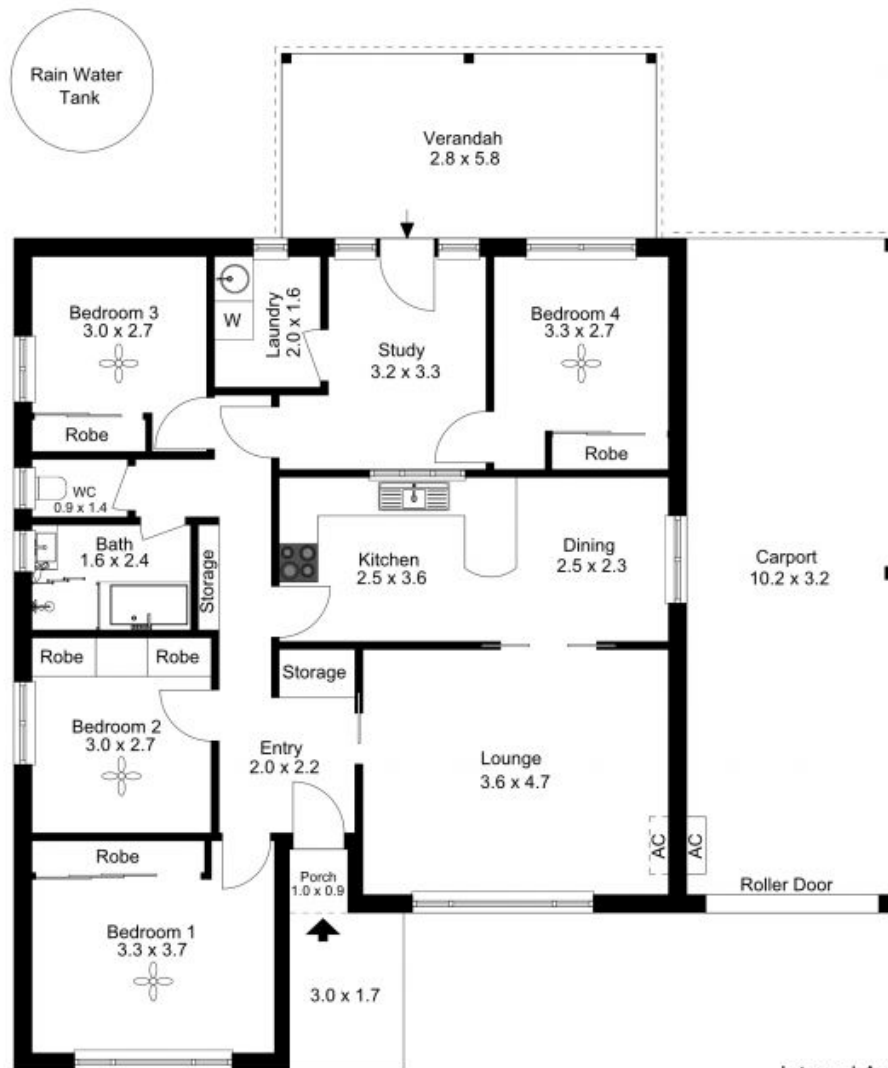 Rain Water
Tank
Verandah
2.8 x 5.8
Bedroom 3
3.0 x 2.7
Robe
W
Laundry
2.0 x 1.6
Study
3.2 x 3.3
Bedroom 4
3.3 x 2.7
Robe
WC
0.9 x 1.4
Bath
1.6 x 2.4
Storage
Kitchen
2.5 x 3.6
Dining
2.5 x 2.3
Carport
10.2 x 3.2
Robe
Robe
Bedroom 2
3.0 x 2.7
Storage
Entry
2.0 x 2.2
Lounge
3.6 x 4.7
AC
AC
Roller Door
Robe
Porch
1.0 x 0.9
Bedroom 1
3.3 x 3.7
3.0 x 1.7